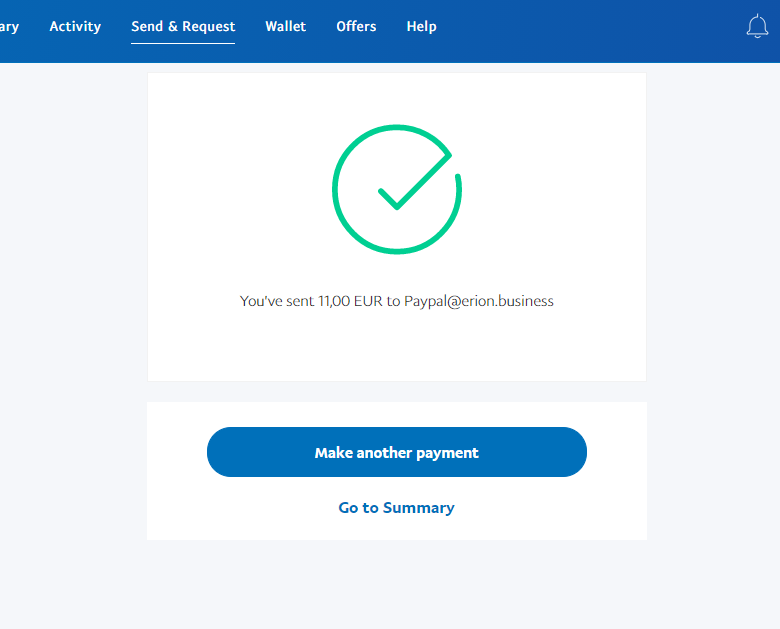 ary Activity Send & Request Wallet Offers Help
You've sent 11,00 EUR to Paypal@erion.business
Make another payment
Go to Summary